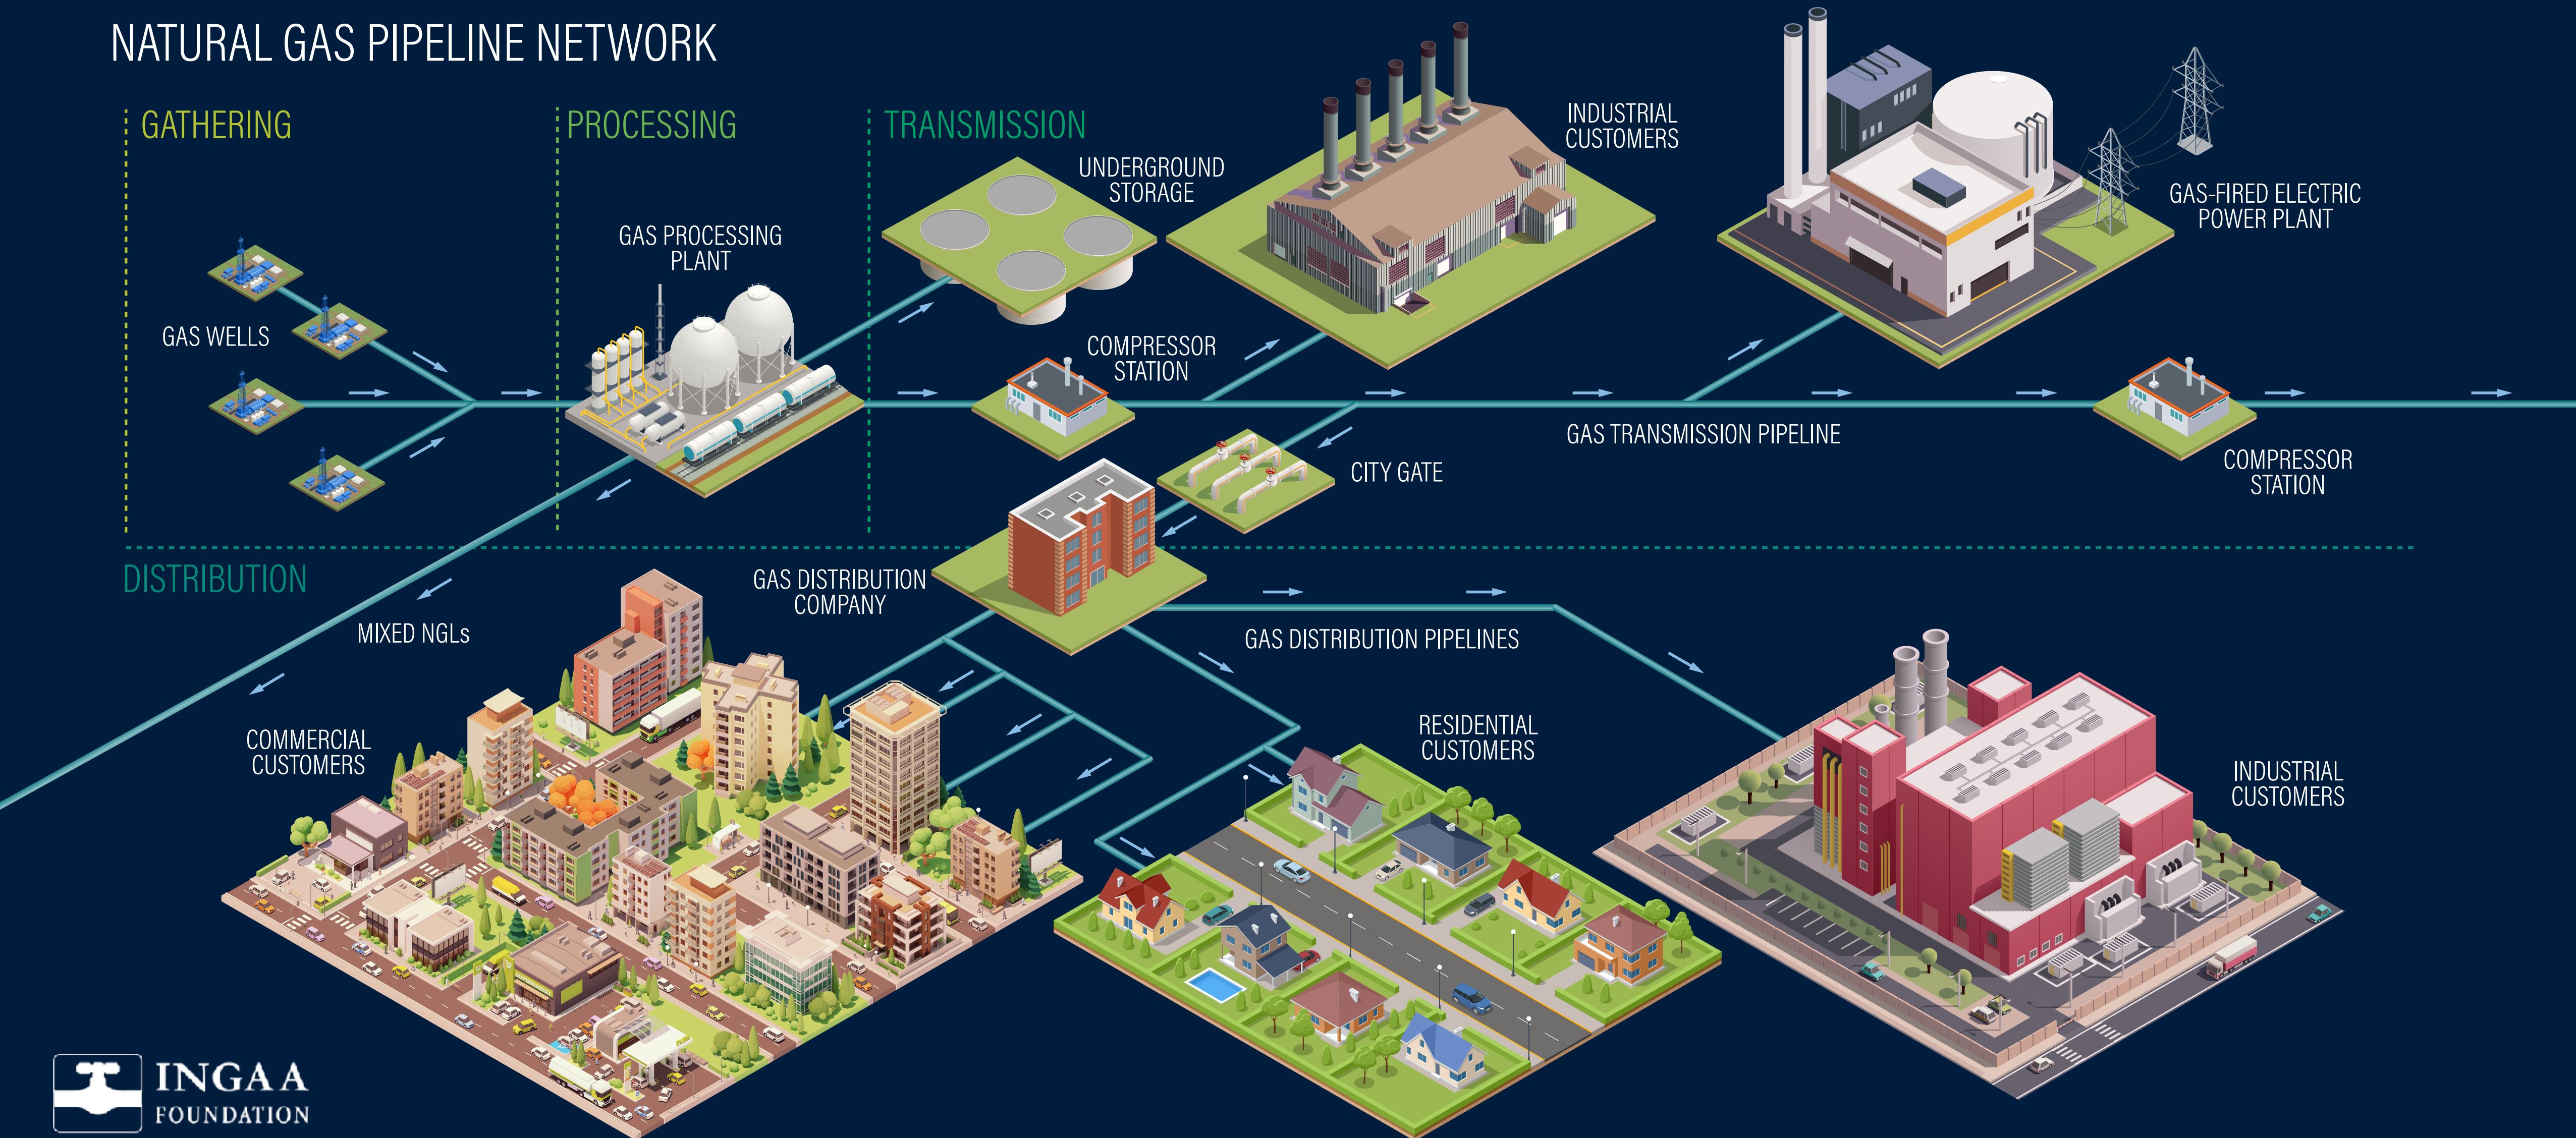 NATURAL GAS PIPELINE NETWORK
GATHERING
PROCESSING
TRANSMISSION
UNDERGROUND
STORAGE
INDUSTRIAL
CUSTOMERS
GAS-FIRED ELECTRIC
POWER PLANT
GAS PROCESSING
PLANT
GAS WELLS
COMPRESSOR
STATION
GAS TRANSMISSION PIPELINE
CITY GATE
COMPRESSOR
STATION
DISTRIBUTION
GAS DISTRIBUTION
COMPANY
MIXED NGLs
GAS DISTRIBUTION PIPELINES
COMMERCIAL
CUSTOMERS
RESIDENTIAL
CUSTOMERS
INDUSTRIAL
CUSTOMERS
INGAA
FOUNDATION